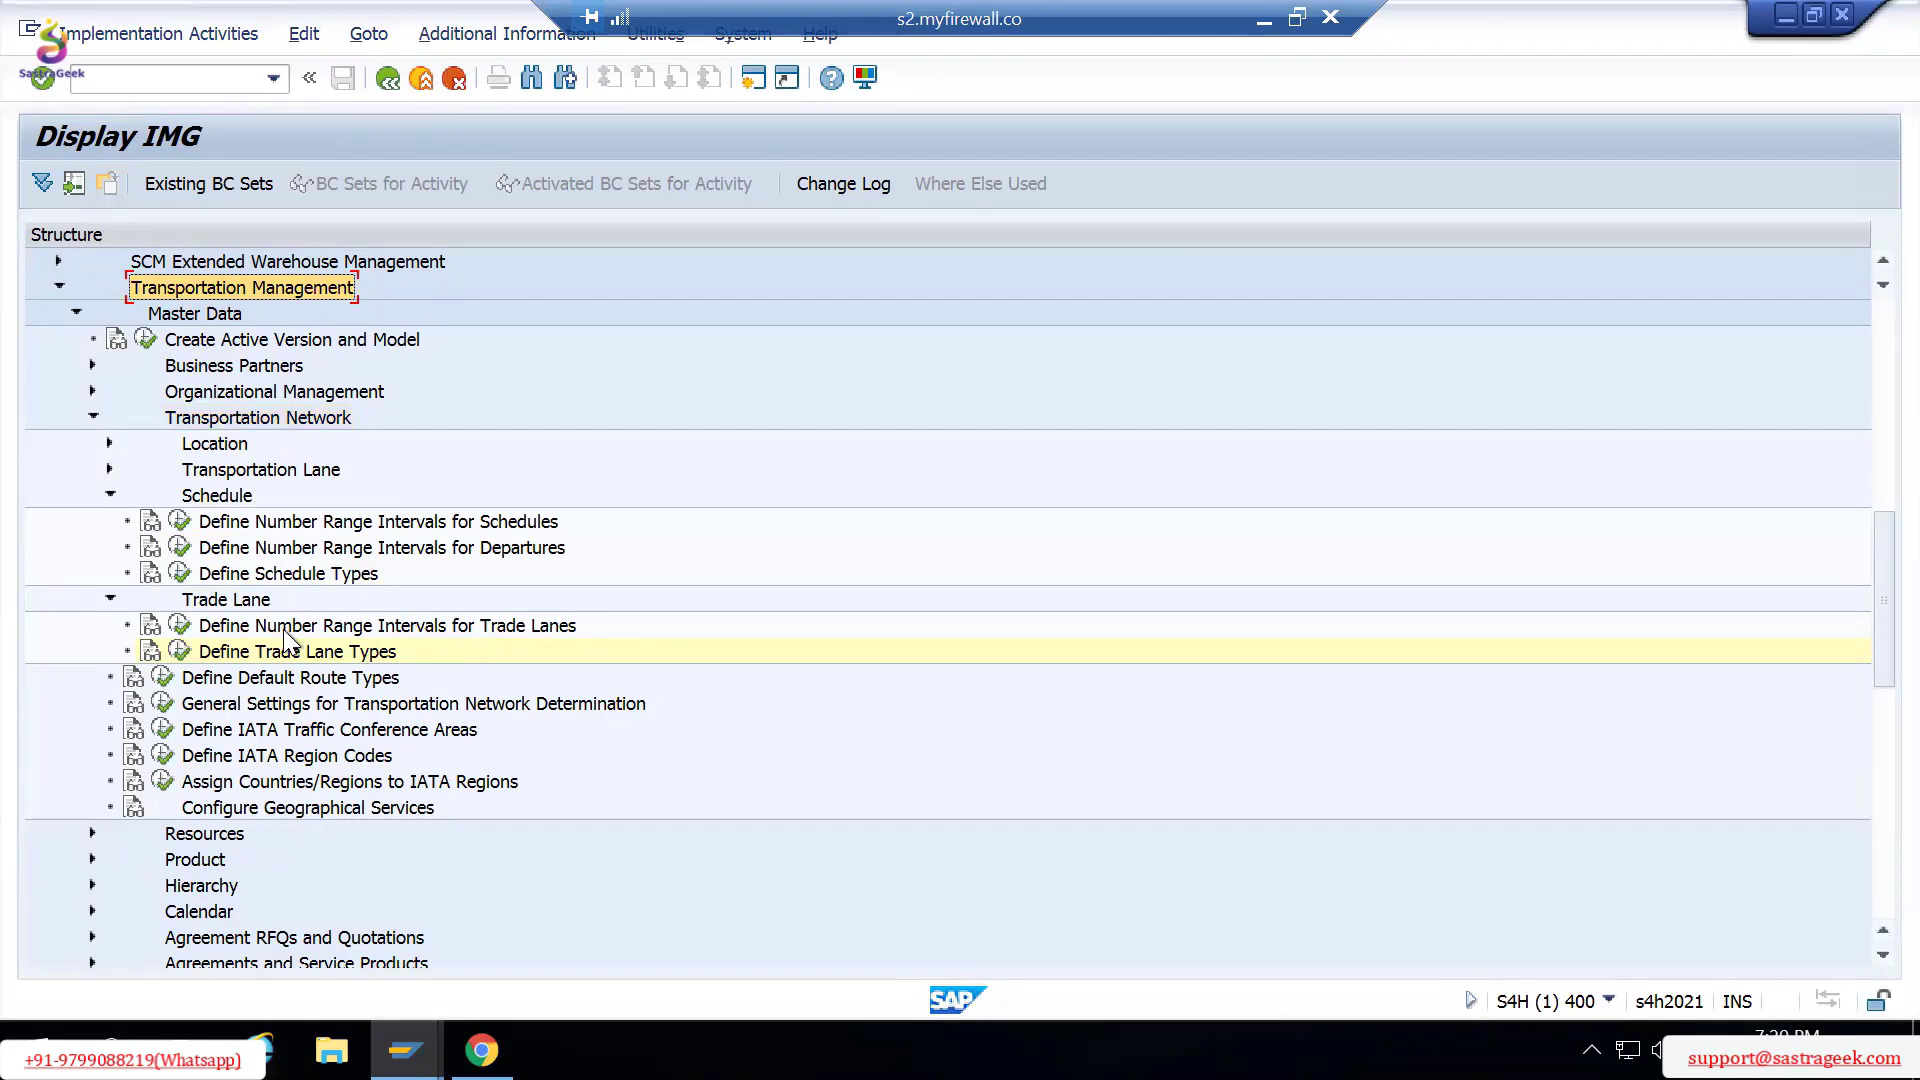 s2.myfirewall.co
Implementation Activities Edit Goto Additional Information Utilities System Help
SastraGeek
Display IMG
Existing BC Sets BC Sets for Activity Activated BC Sets for Activity Change Log Where Else Used
Structure
SCM Extended Warehouse Management
Transportation Management
Master Data
Create Active Version and Model
Business Partners
Organizational Management
Transportation Network
Location
Transportation Lane
Schedule
Define Number Range Intervals for Schedules
Define Number Range Intervals for Departures
Define Schedule Types
Trade Lane
Define Number Range Intervals for Trade Lanes
Define Trade Lane Types
Define Default Route Types
General Settings for Transportation Network Determination
Define IATA Traffic Conference Areas
Define IATA Region Codes
Assign Countries/Regions to IATA Regions
Configure Geographical Services
Resources
Product
Hierarchy
Calendar
Agreement RFQs and Quotations
Agreements and Service Products
SAP
S4H (1) 400 s4h2021 INS
+91-9799088219(Whatsapp)
support@sastrageek.com